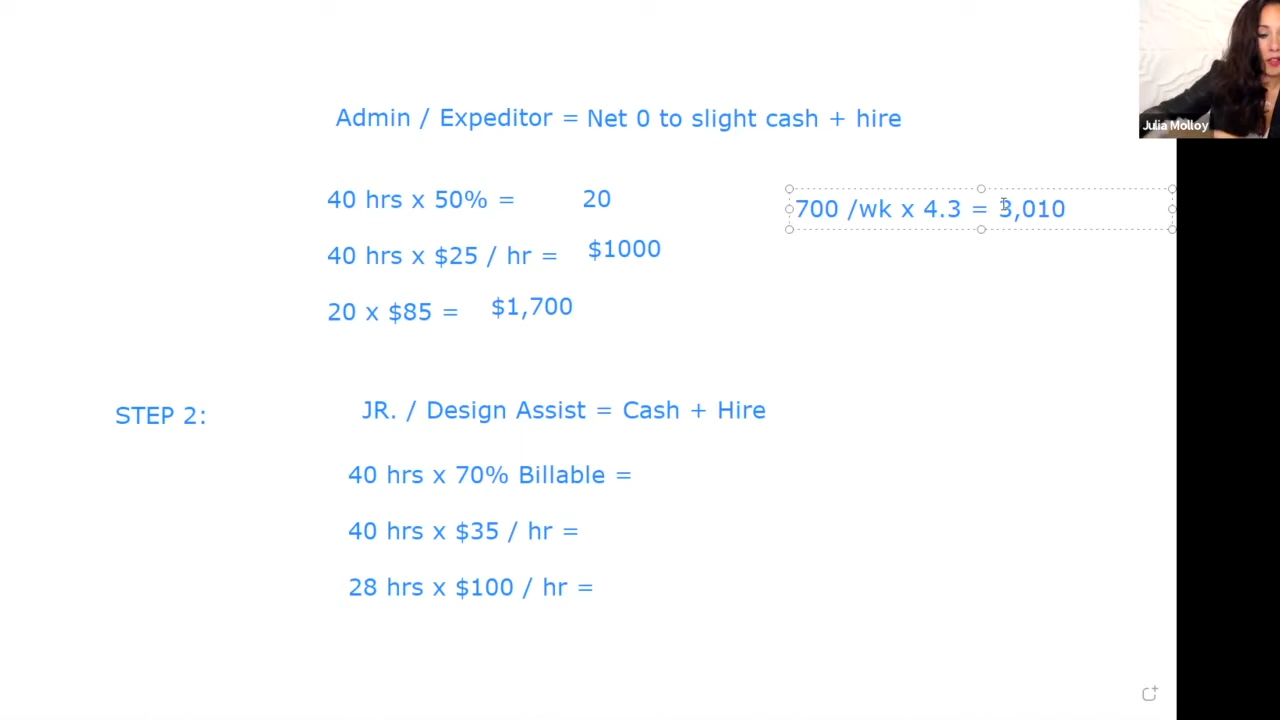 Julia Molloy
Admin / Expeditor = Net 0 to slight cash + hire
40 hrs x 50% = 20
700 /wk x 4.3 = 3,010
40 hrs x $25 / hr = $1000
20 x $85 = $1,700
STEP 2:
JR. / Design Assist = Cash + Hire
40 hrs x 70% Billable =
40 hrs x $35 / hr =
28 hrs x $100 / hr =